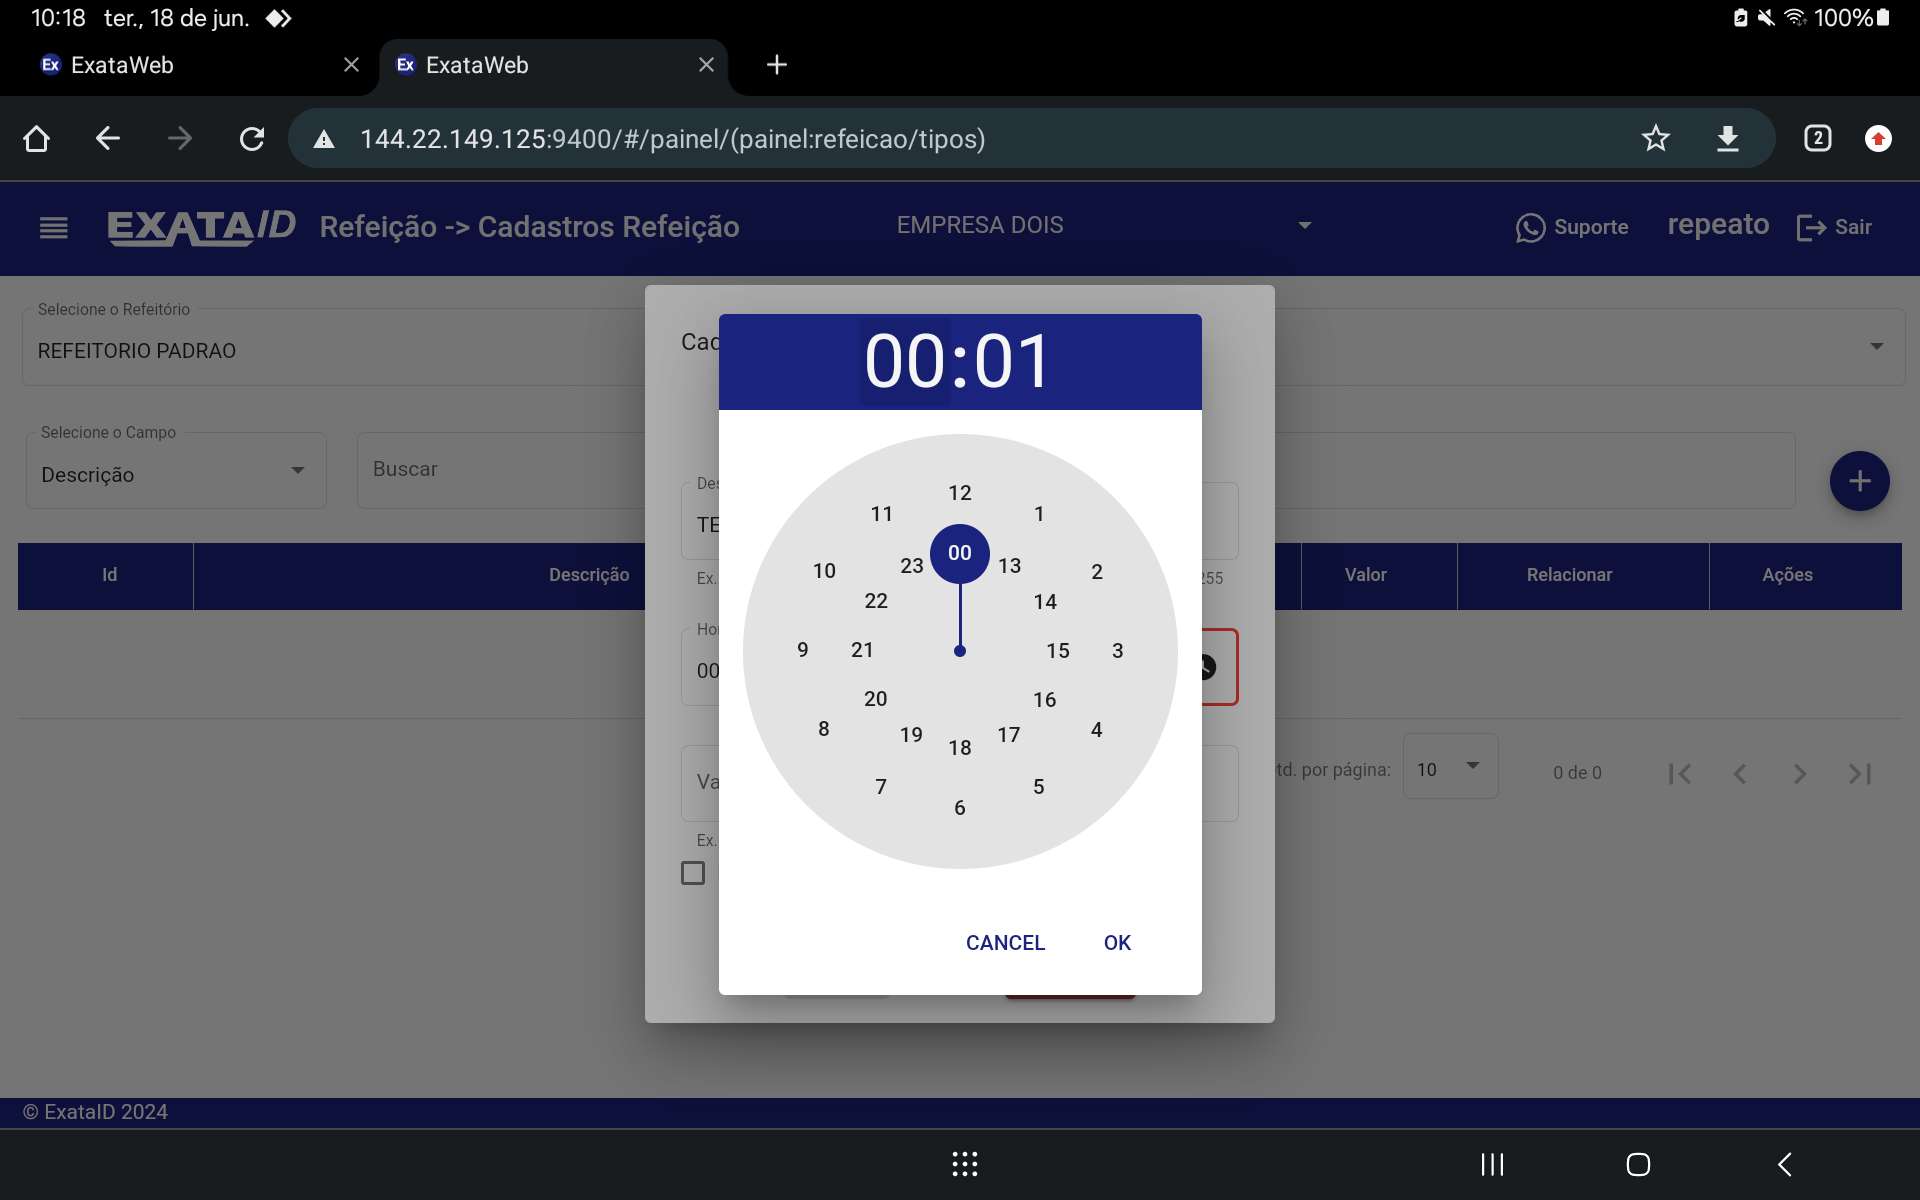 10:18 ter., 18 de jun. 100%
Ex ExataWeb
Ex ExataWeb
144.22.149.125:9400/#/painel/(painel:refeicao/tipos)
2
EXATAID Refeição -> Cadastros Refeição EMPRESA DOIS Suporte repeato Sair
Selecione o Refeitório
REFEITORIO PADRAO
Selecione o Campo
Descrição
Buscar
Id Descrição Valor Relacionar Ações
td. por página: 10 0 de 0
Cad
Des
TE
Ex. 255
Hor
00
Va
Ex.
00:01
12
11 1
00
23 13
10 2
22 14
9 21 15 3
20 16
8 4
19 17
18
7 5
6
CANCEL OK
© ExataID 2024